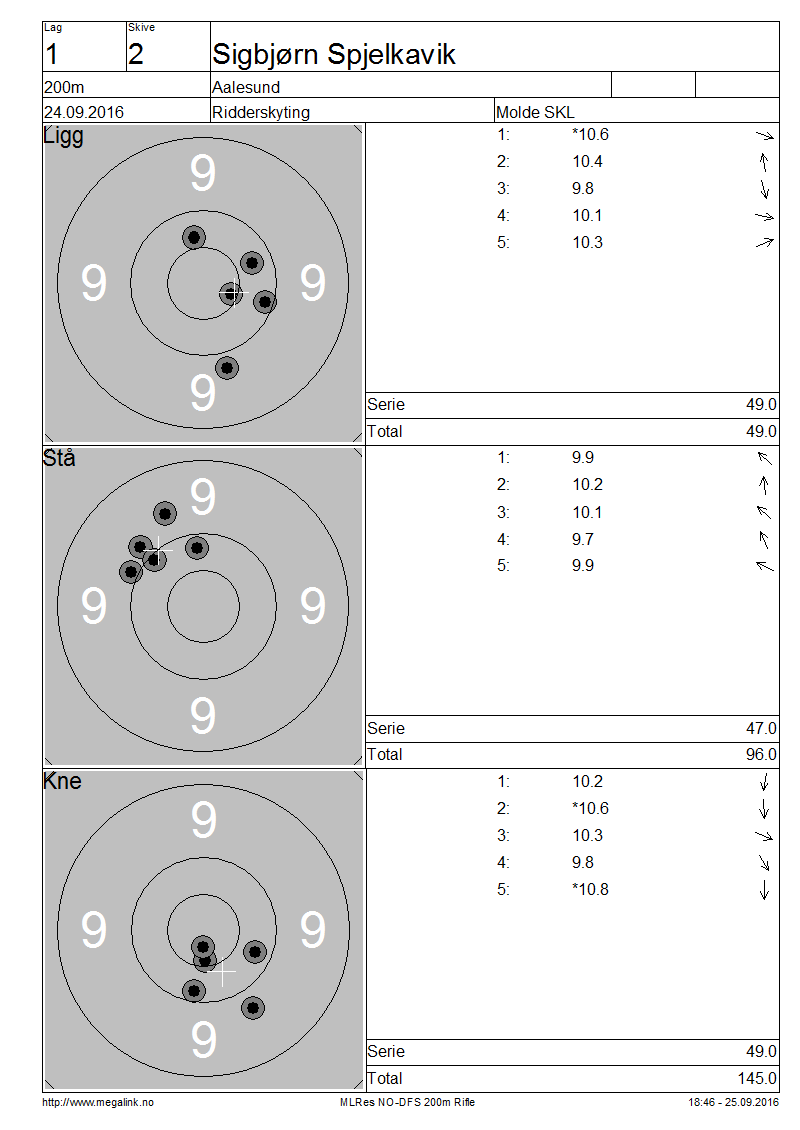 Lag Skive
1 2 Sigbjørn Spjelkavik
200m Aalesund
24.09.2016 Ridderskyting Molde SKL
Ligg
9
9 9
9
1: *10.6
2: 10.4
3: 9.8
4: 10.1
5: 10.3
Serie 49.0
Total 49.0
Stå
9
9 9
9
1: 9.9
2: 10.2
3: 10.1
4: 9.7
5: 9.9
Serie 47.0
Total 96.0
Kne
9
9 9
9
1: 10.2
2: *10.6
3: 10.3
4: 9.8
5: *10.8
Serie 49.0
Total 145.0
http://www.megalink.no MLRes NO-DFS 200m Rifle 18:46 - 25.09.2016